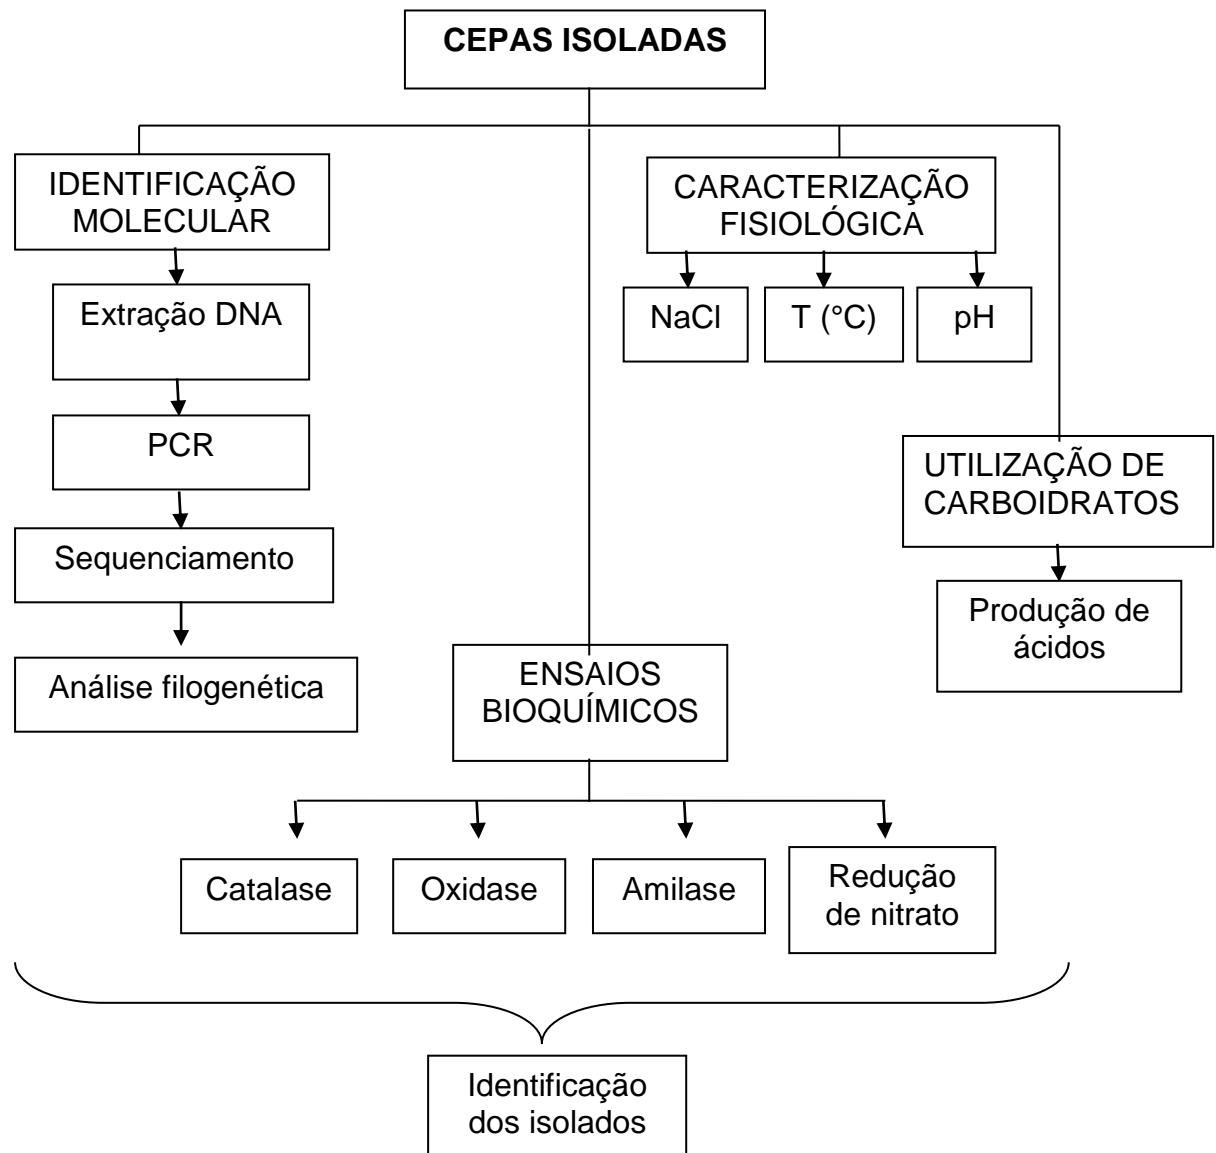 CEPAS ISOLADAS
IDENTIFICAÇÃO
MOLECULAR
CARACTERIZAÇÃO
FISIOLÓGICA
Extração DNA
NaCl
T (°C)
pH
PCR
UTILIZAÇÃO DE
CARBOIDRATOS
Sequenciamento
Produção de
ácidos
Análise filogenética
ENSAIOS
BIOQUÍMICOS
Catalase
Oxidase
Amilase
Redução
de nitrato
Identificação
dos isolados